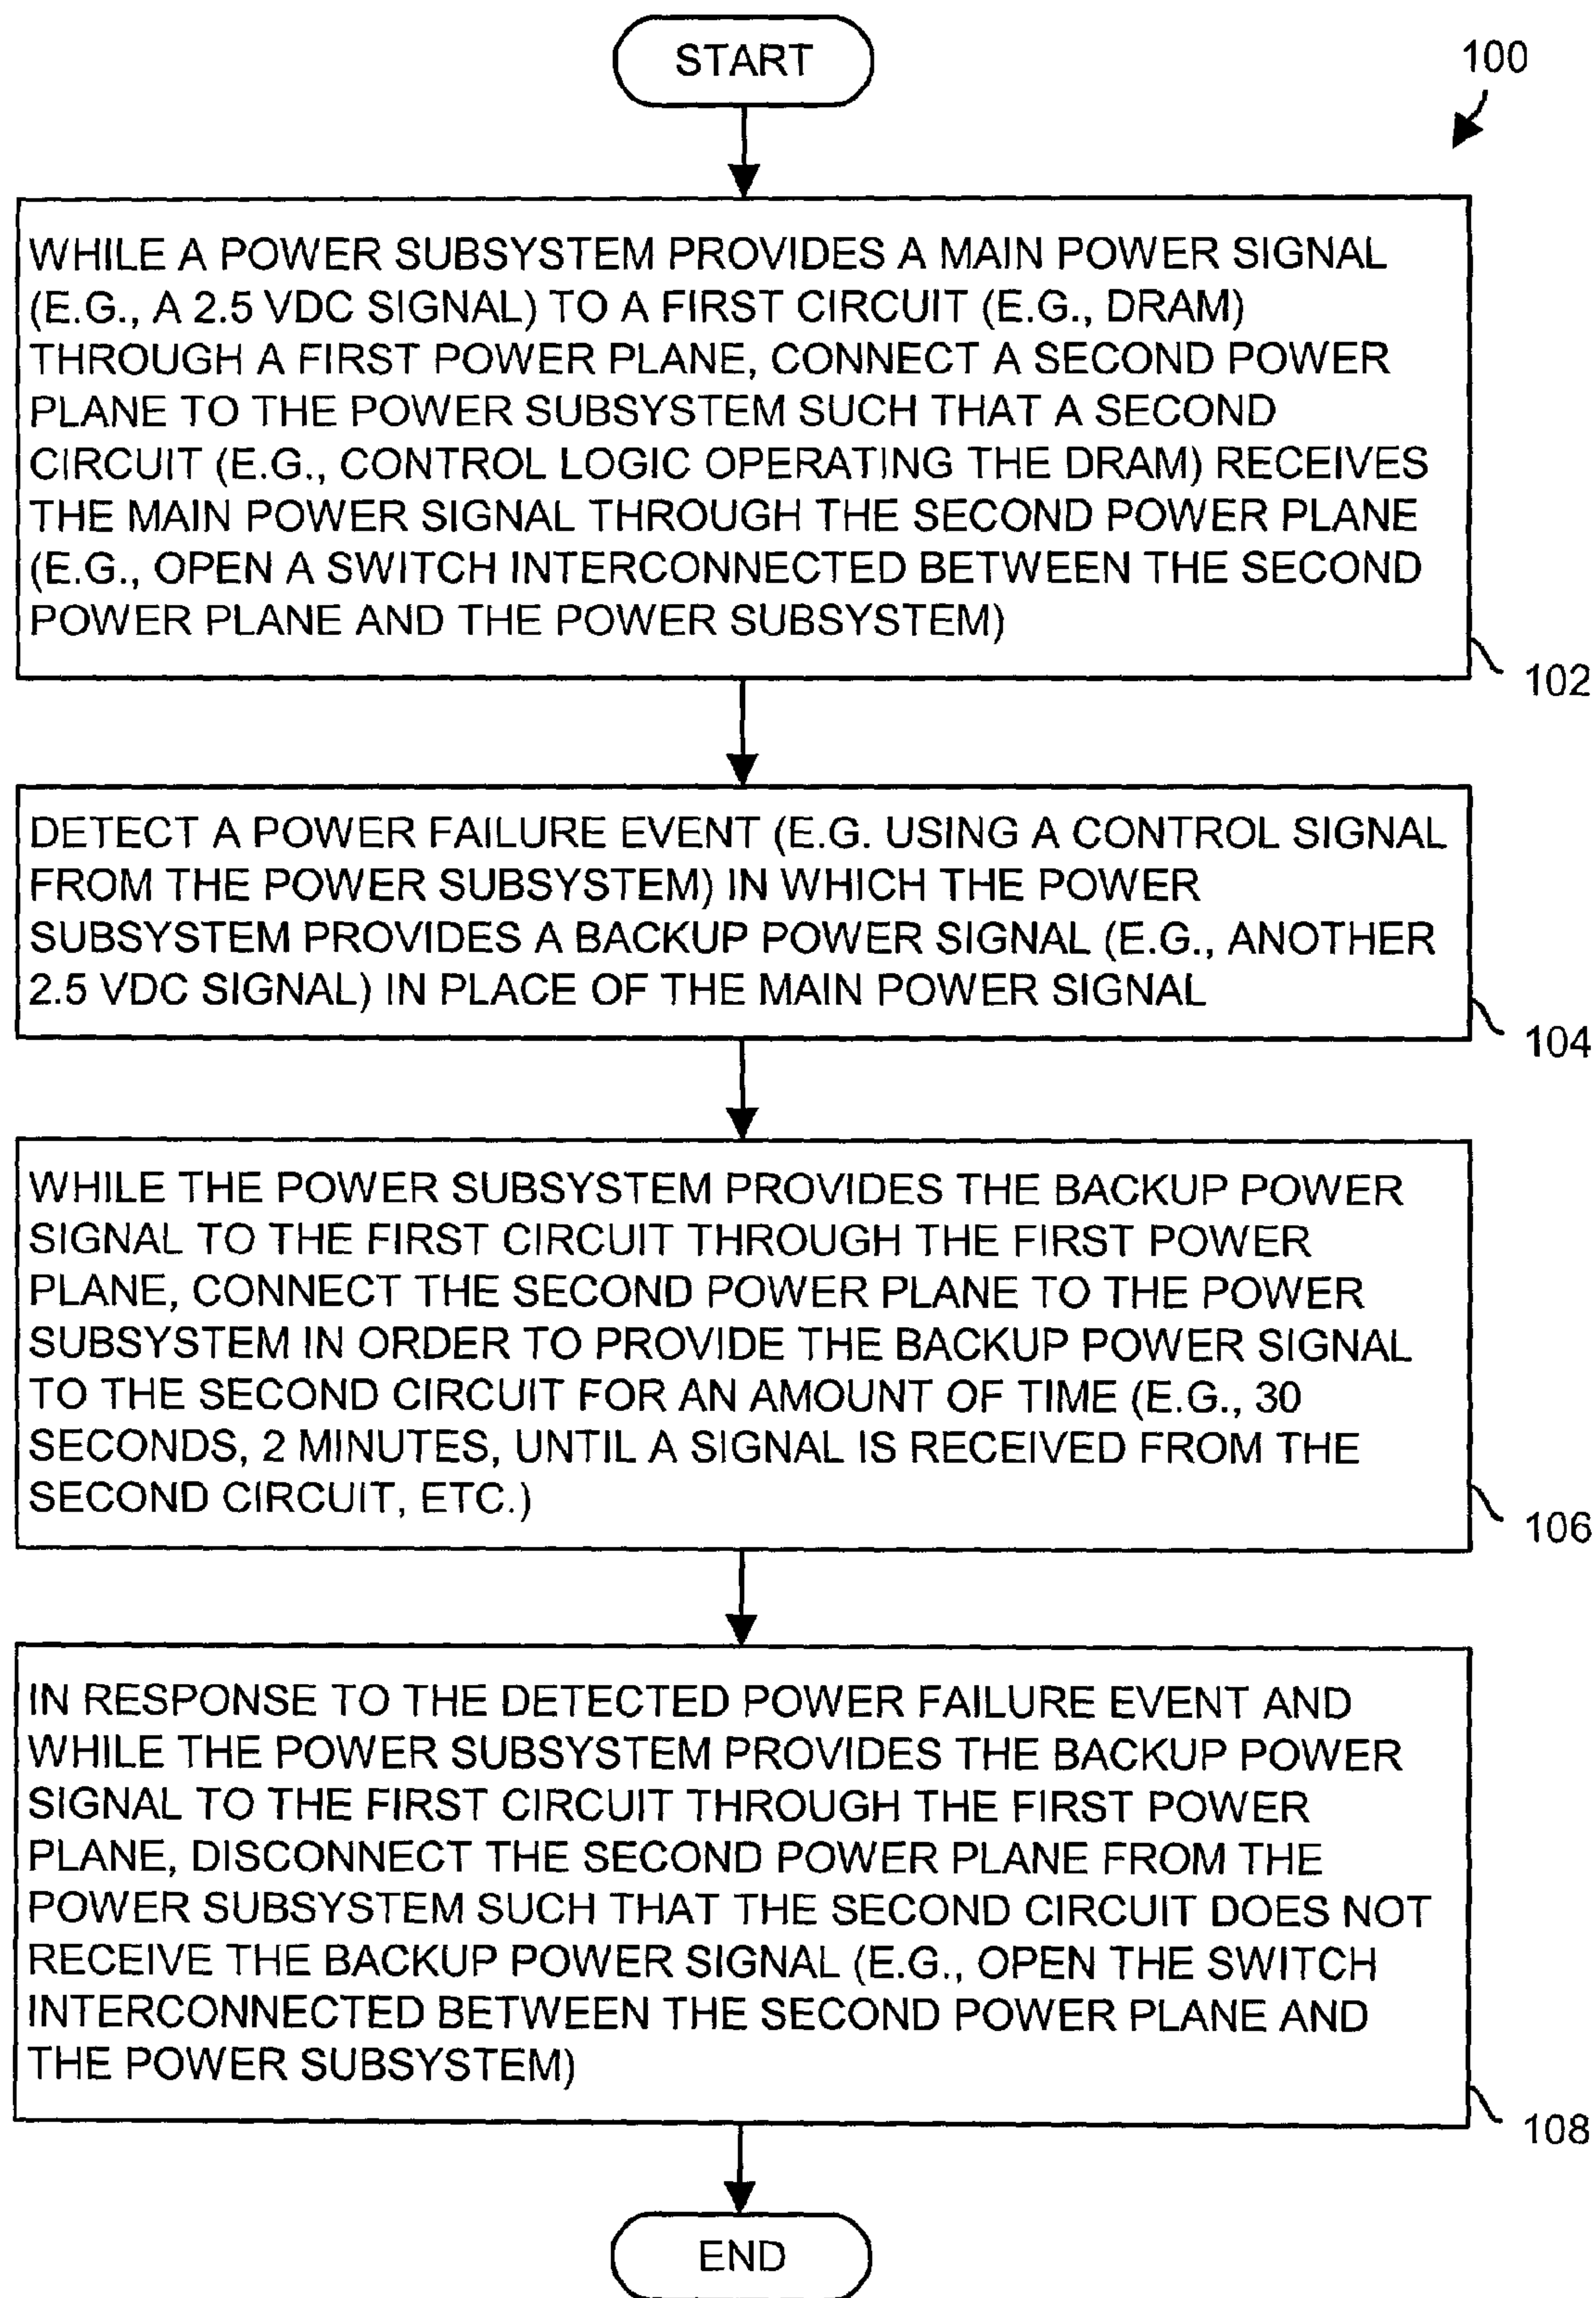 START
100
WHILE A POWER SUBSYSTEM PROVIDES A MAIN POWER SIGNAL
(E.G., A 2.5 VDC SIGNAL) TO A FIRST CIRCUIT (E.G., DRAM)
THROUGH A FIRST POWER PLANE, CONNECT A SECOND POWER
PLANE TO THE POWER SUBSYSTEM SUCH THAT A SECOND
CIRCUIT (E.G., CONTROL LOGIC OPERATING THE DRAM) RECEIVES
THE MAIN POWER SIGNAL THROUGH THE SECOND POWER PLANE
(E.G., OPEN A SWITCH INTERCONNECTED BETWEEN THE SECOND
POWER PLANE AND THE POWER SUBSYSTEM)
102
DETECT A POWER FAILURE EVENT (E.G. USING A CONTROL SIGNAL
FROM THE POWER SUBSYSTEM) IN WHICH THE POWER
SUBSYSTEM PROVIDES A BACKUP POWER SIGNAL (E.G., ANOTHER
2.5 VDC SIGNAL) IN PLACE OF THE MAIN POWER SIGNAL
104
WHILE THE POWER SUBSYSTEM PROVIDES THE BACKUP POWER
SIGNAL TO THE FIRST CIRCUIT THROUGH THE FIRST POWER
PLANE, CONNECT THE SECOND POWER PLANE TO THE POWER
SUBSYSTEM IN ORDER TO PROVIDE THE BACKUP POWER SIGNAL
TO THE SECOND CIRCUIT FOR AN AMOUNT OF TIME (E.G., 30
SECONDS, 2 MINUTES, UNTIL A SIGNAL IS RECEIVED FROM THE
SECOND CIRCUIT, ETC.)
106
IN RESPONSE TO THE DETECTED POWER FAILURE EVENT AND
WHILE THE POWER SUBSYSTEM PROVIDES THE BACKUP POWER
SIGNAL TO THE FIRST CIRCUIT THROUGH THE FIRST POWER
PLANE, DISCONNECT THE SECOND POWER PLANE FROM THE
POWER SUBSYSTEM SUCH THAT THE SECOND CIRCUIT DOES NOT
RECEIVE THE BACKUP POWER SIGNAL (E.G., OPEN THE SWITCH
INTERCONNECTED BETWEEN THE SECOND POWER PLANE AND
THE POWER SUBSYSTEM)
108
END